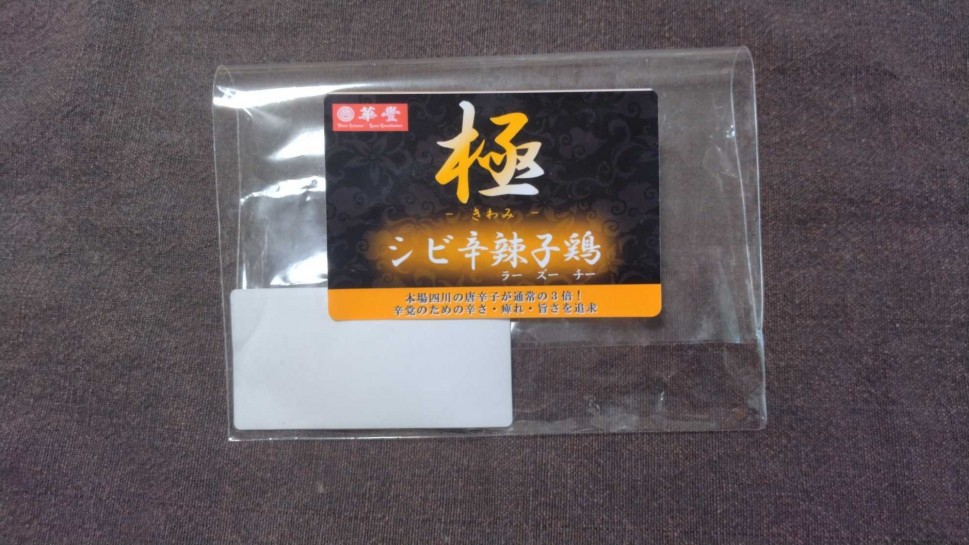 華豊
極
- きわみ -
シビ辛辣子鶏
ラー ズー チー
本場四川の唐辛子が通常の3倍!
辛党のための辛さ・痺れ・旨さを追求